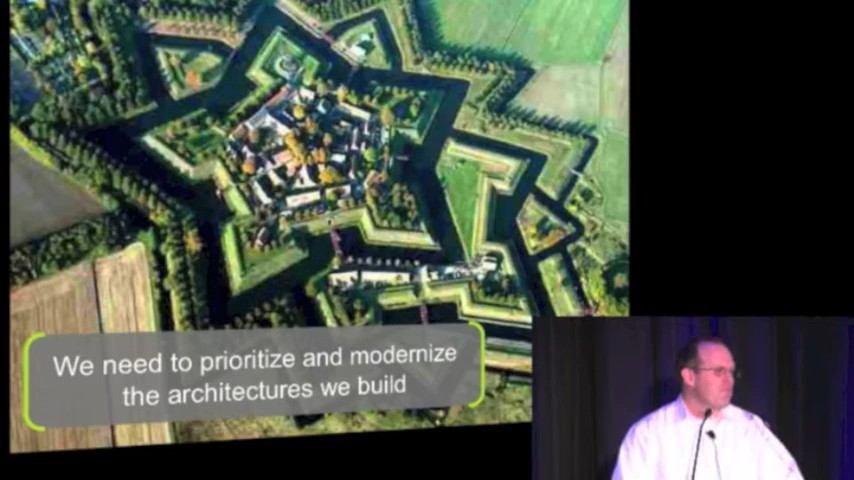 We need to prioritize and modernize
the architectures we build